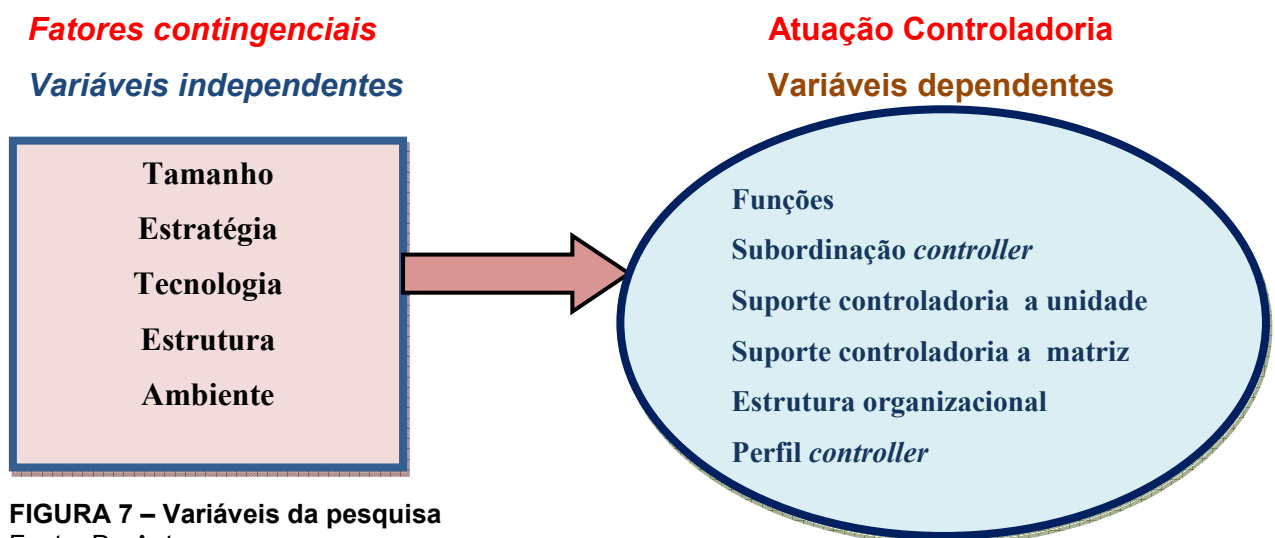 Fatores contingenciais
Variáveis independentes
Tamanho
Estratégia
Tecnologia
Estrutura
Ambiente
Atuação Controladoria
Variáveis dependentes
Funções
Subordinação controller
Suporte controladoria a unidade
Suporte controladoria a matriz
Estrutura organizacional
Perfil controller
FIGURA 7 – Variáveis da pesquisa